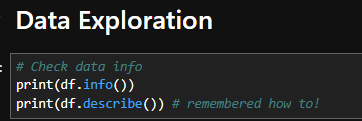 Data Exploration
# Check data info
print(df.info())
print(df.describe()) # remembered how to!